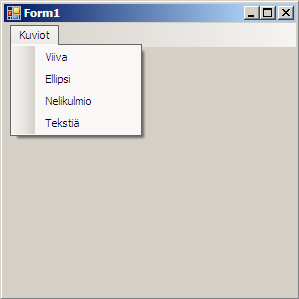 Form1
Kuviot
Viiva
Ellipsi
Nelikulmio
Tekstiä